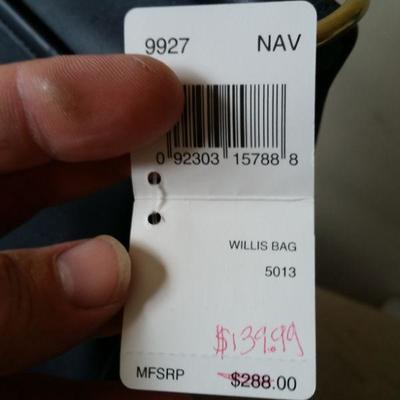 9927 NAV
0 92303 15788 8
WILLIS BAG
5013
$139.99
MFSRP $288.00